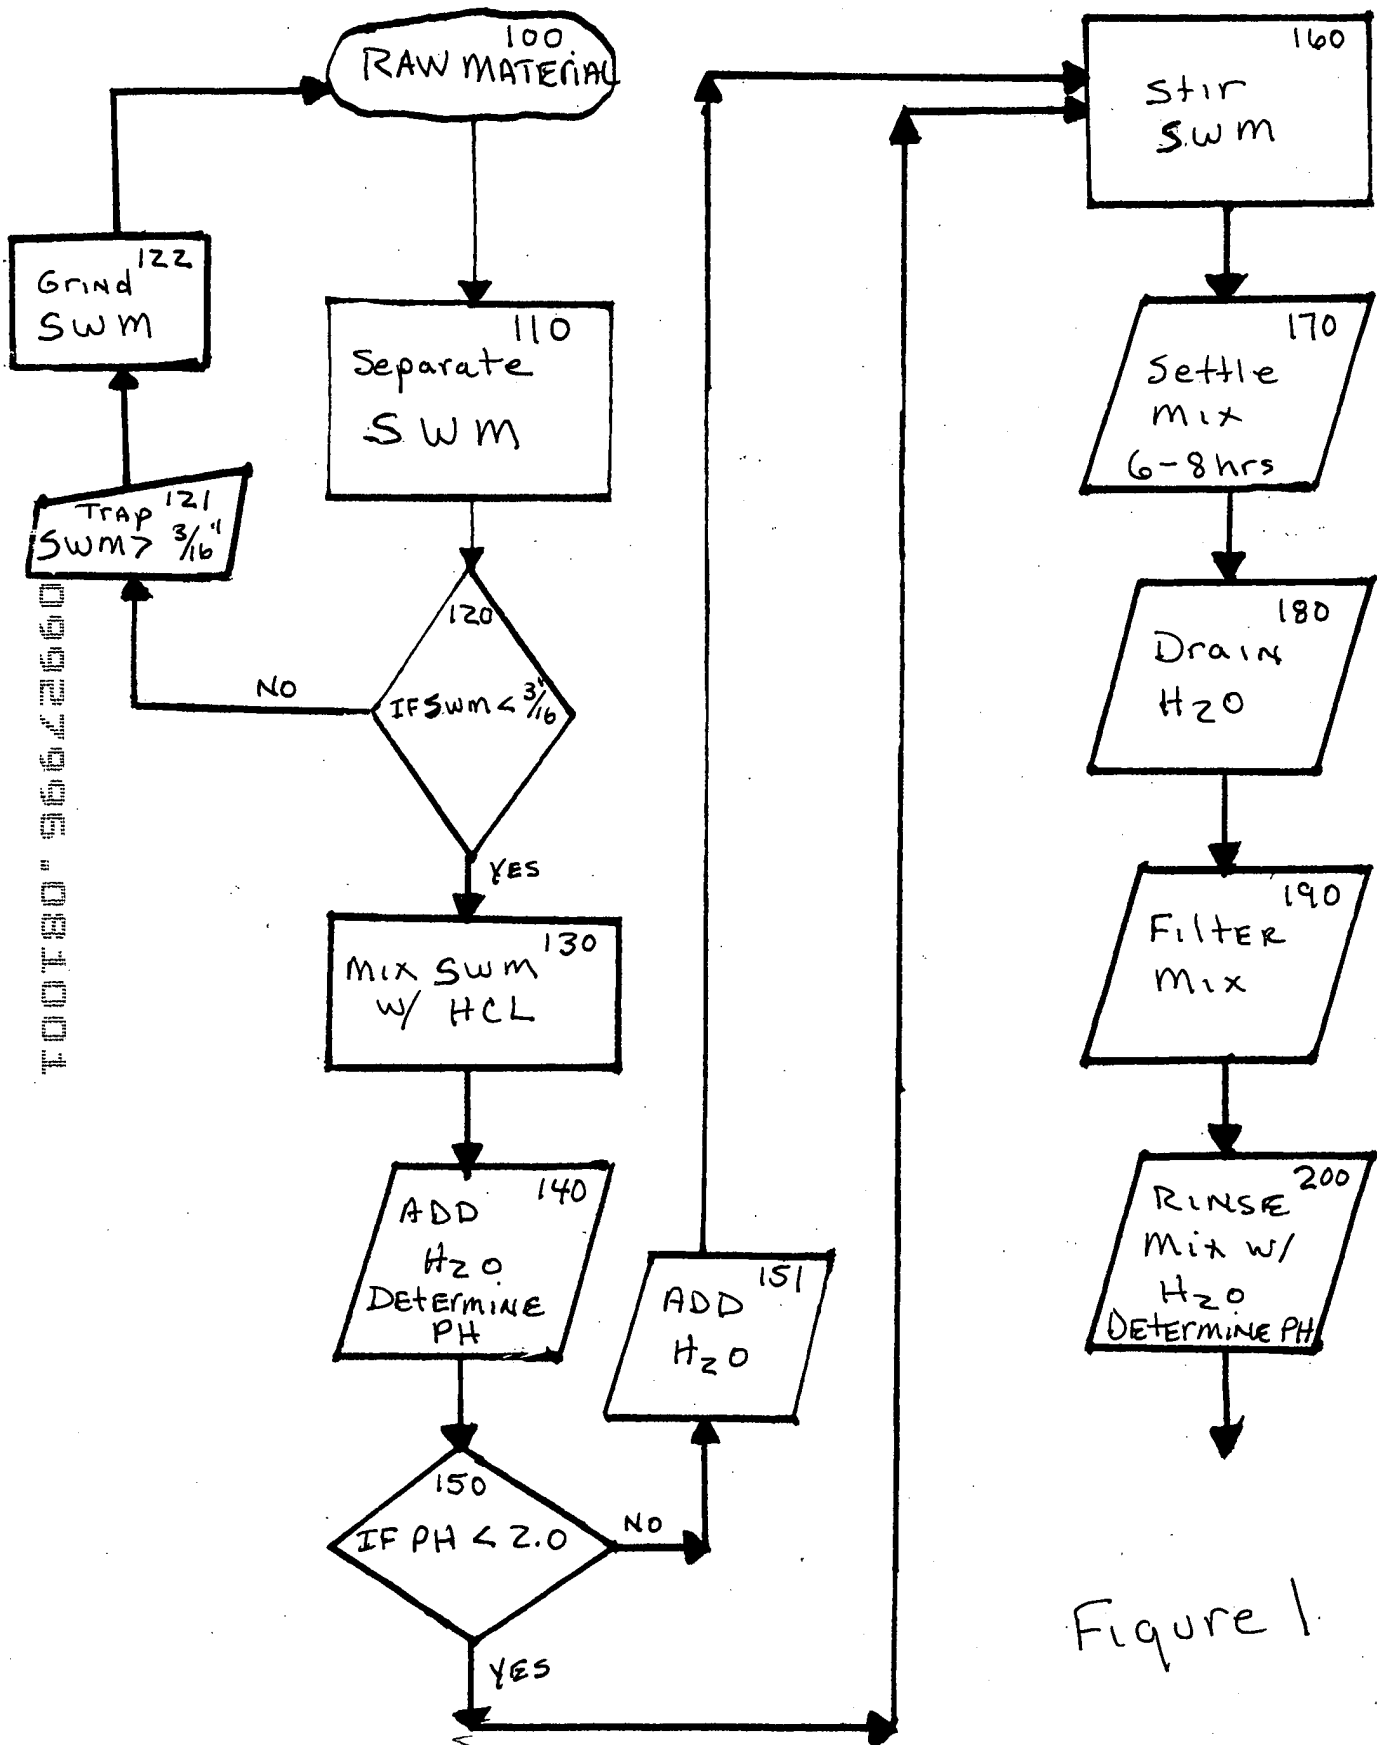 100
RAW MATERIAL
122
Grind
SWM
110
Separate
SWM
121
TRAP
SWM > 3/16"
120
IF SWM < 3/16"
NO
YES
130
Mix SWM
W/ HCL
140
ADD
H2O
DETERMINE
PH
150
IF PH < 2.0
NO
YES
151
ADD
H2O
160
Stir
SWM
170
Settle
Mix
6-8 hrs
180
Drain
H2O
190
Filter
Mix
200
RINSE
Mix W/
H2O
DETERMINE PH
Figure 1
09927995.081001